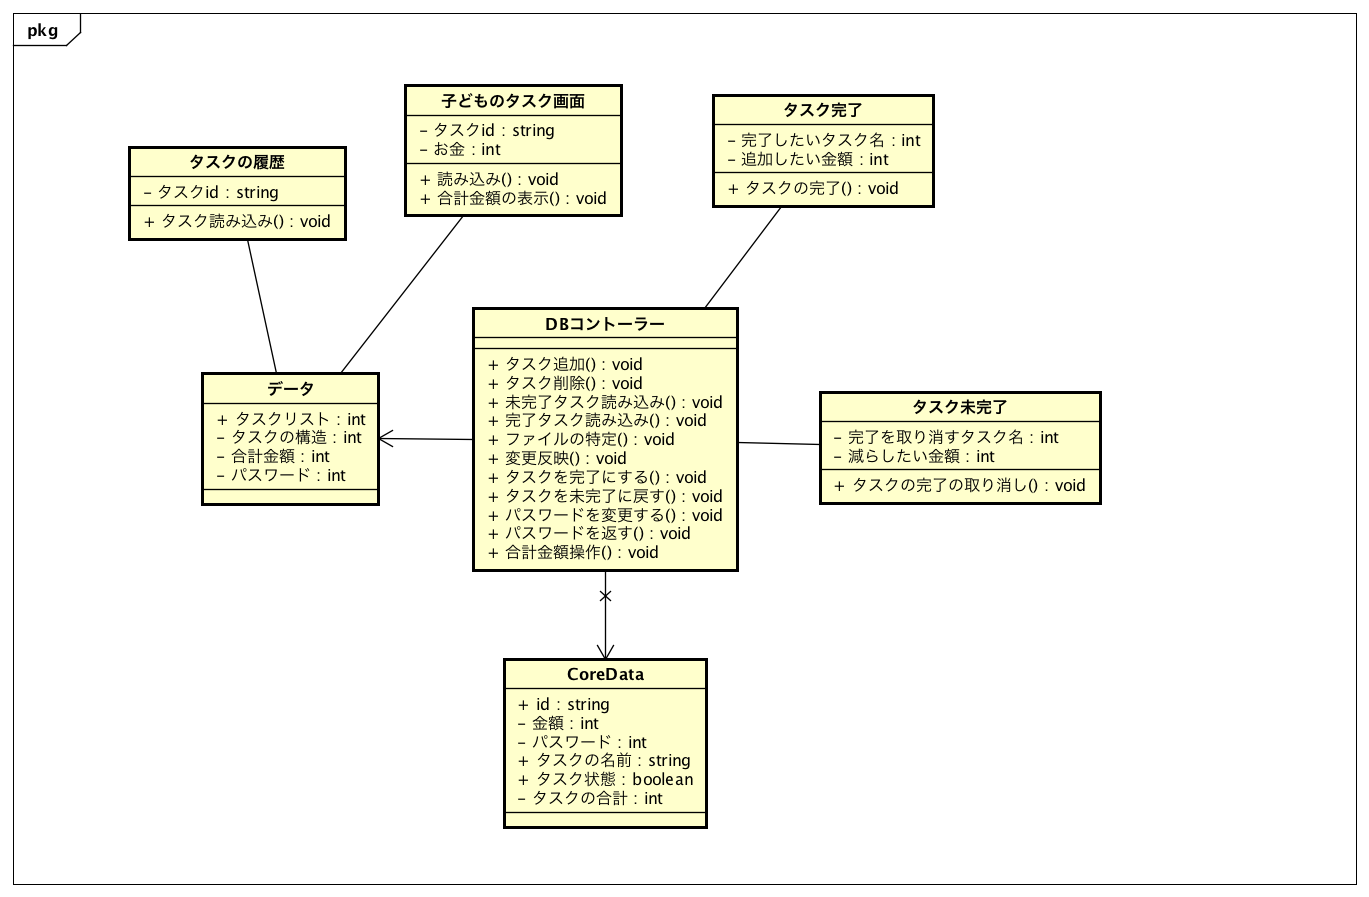 pkg
タスクの履歴
− タスクid : string
+ タスク読み込み() : void
子どものタスク画面
− タスクid : string
− お金 : int
+ 読み込み() : void
+ 合計金額の表示() : void
タスク完了
− 完了したいタスク名 : int
− 追加したい金額 : int
+ タスクの完了() : void
データ
+ タスクリスト : int
− タスクの構造 : int
− 合計金額 : int
− パスワード : int
DBコントーラー
+ タスク追加() : void
+ タスク削除() : void
+ 未完了タスク読み込み() : void
+ 完了タスク読み込み() : void
+ ファイルの特定() : void
+ 変更反映() : void
+ タスクを完了にする() : void
+ タスクを未完了に戻す() : void
+ パスワードを変更する() : void
+ パスワードを返す() : void
+ 合計金額操作() : void
タスク未完了
− 完了を取り消すタスク名 : int
− 減らしたい金額 : int
+ タスクの完了の取り消し() : void
CoreData
+ id : string
− 金額 : int
− パスワード : int
+ タスクの名前 : string
+ タスク状態 : boolean
− タスクの合計 : int